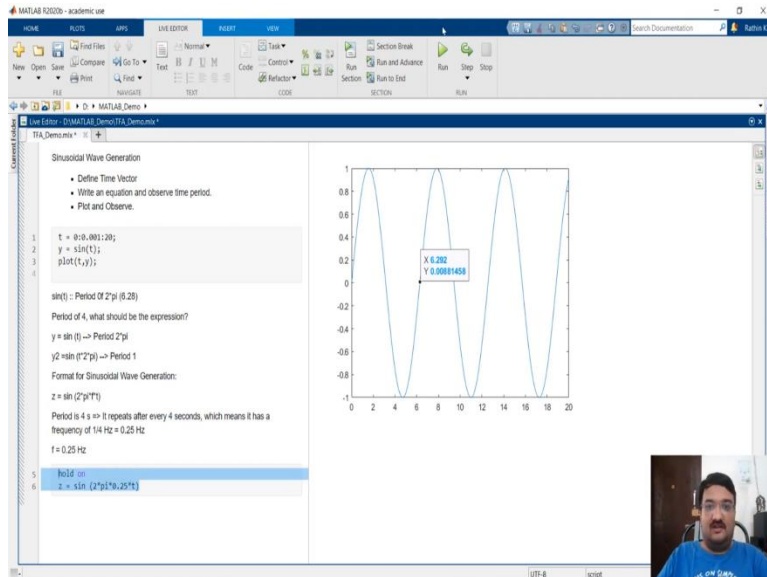 MATLAB R2020b - academic use
HOME PLOTS APPS LIVE EDITOR INSERT VIEW
Search Documentation
Rathin K
New Open Save
Find Files
Compare
Print
Go To
Find
FILE
NAVIGATE
Text
Normal
B I U M
TEXT
Code
Task
Control
Refactor
CODE
Run Section
Section Break
Run and Advance
Run to End
SECTION
Run Step Stop
RUN
D: MATLAB_Demo
Current Folder
Live Editor - D:\MATLAB_Demo\TFA_Demo.mlx *
TFA_Demo.mlx *
Sinusoidal Wave Generation
• Define Time Vector
• Write an equation and observe time period.
• Plot and Observe.
1 t = 0:0.001:20;
2 y = sin(t);
3 plot(t,y);
4
sin(t) :: Period 0f 2*pi (6.28)
Period of 4, what should be the expression?
y = sin (t) --> Period 2*pi
y2 =sin (t*2*pi) --> Period 1
Format for Sinusoidal Wave Generation:
z = sin (2*pi*f*t)
Period is 4 s => It repeats after every 4 seconds, which means it has a
frequency of 1/4 Hz = 0.25 Hz
f = 0.25 Hz
5 hold on
6 z = sin (2*pi*0.25*t)
1
0.8
0.6
0.4
0.2
0
-0.2
-0.4
-0.6
-0.8
-1
X 6.292
Y 0.00881458
0 2 4 6 8 10 12 14 16 18 20
UTF-8
script